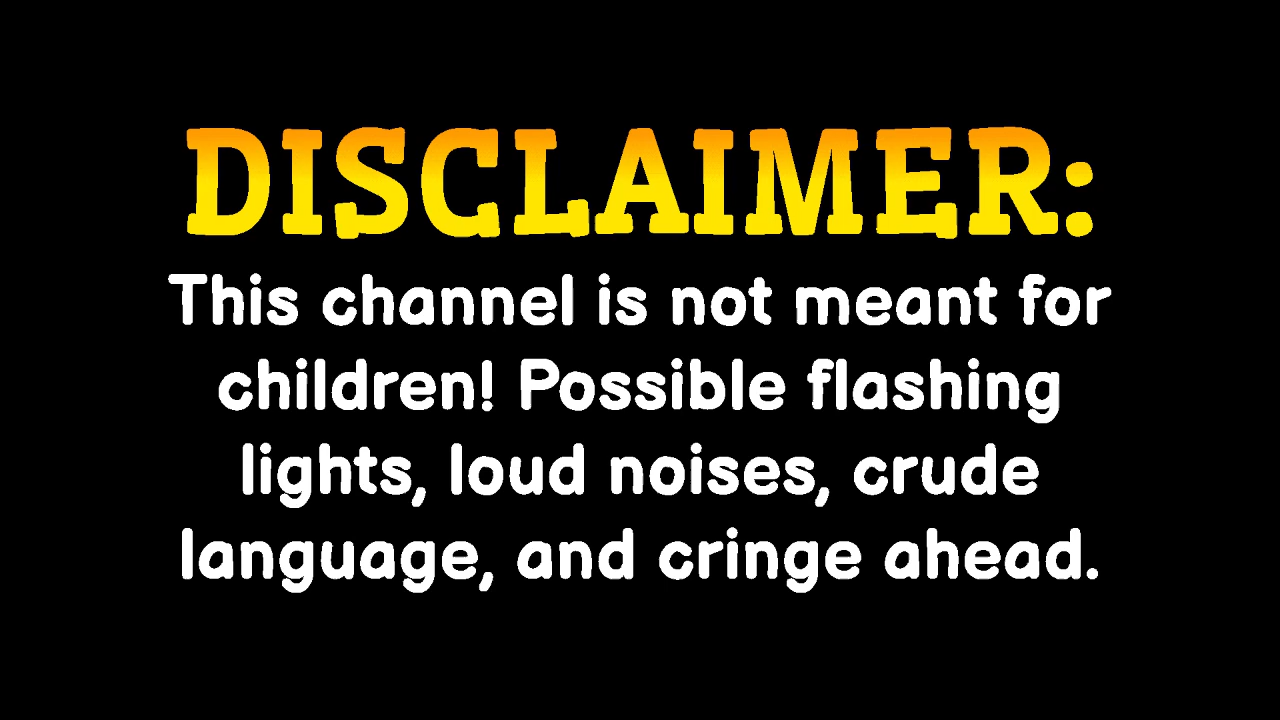 DISCLAIMER:
This channel is not meant for
children! Possible flashing
lights, loud noises, crude
language, and cringe ahead.